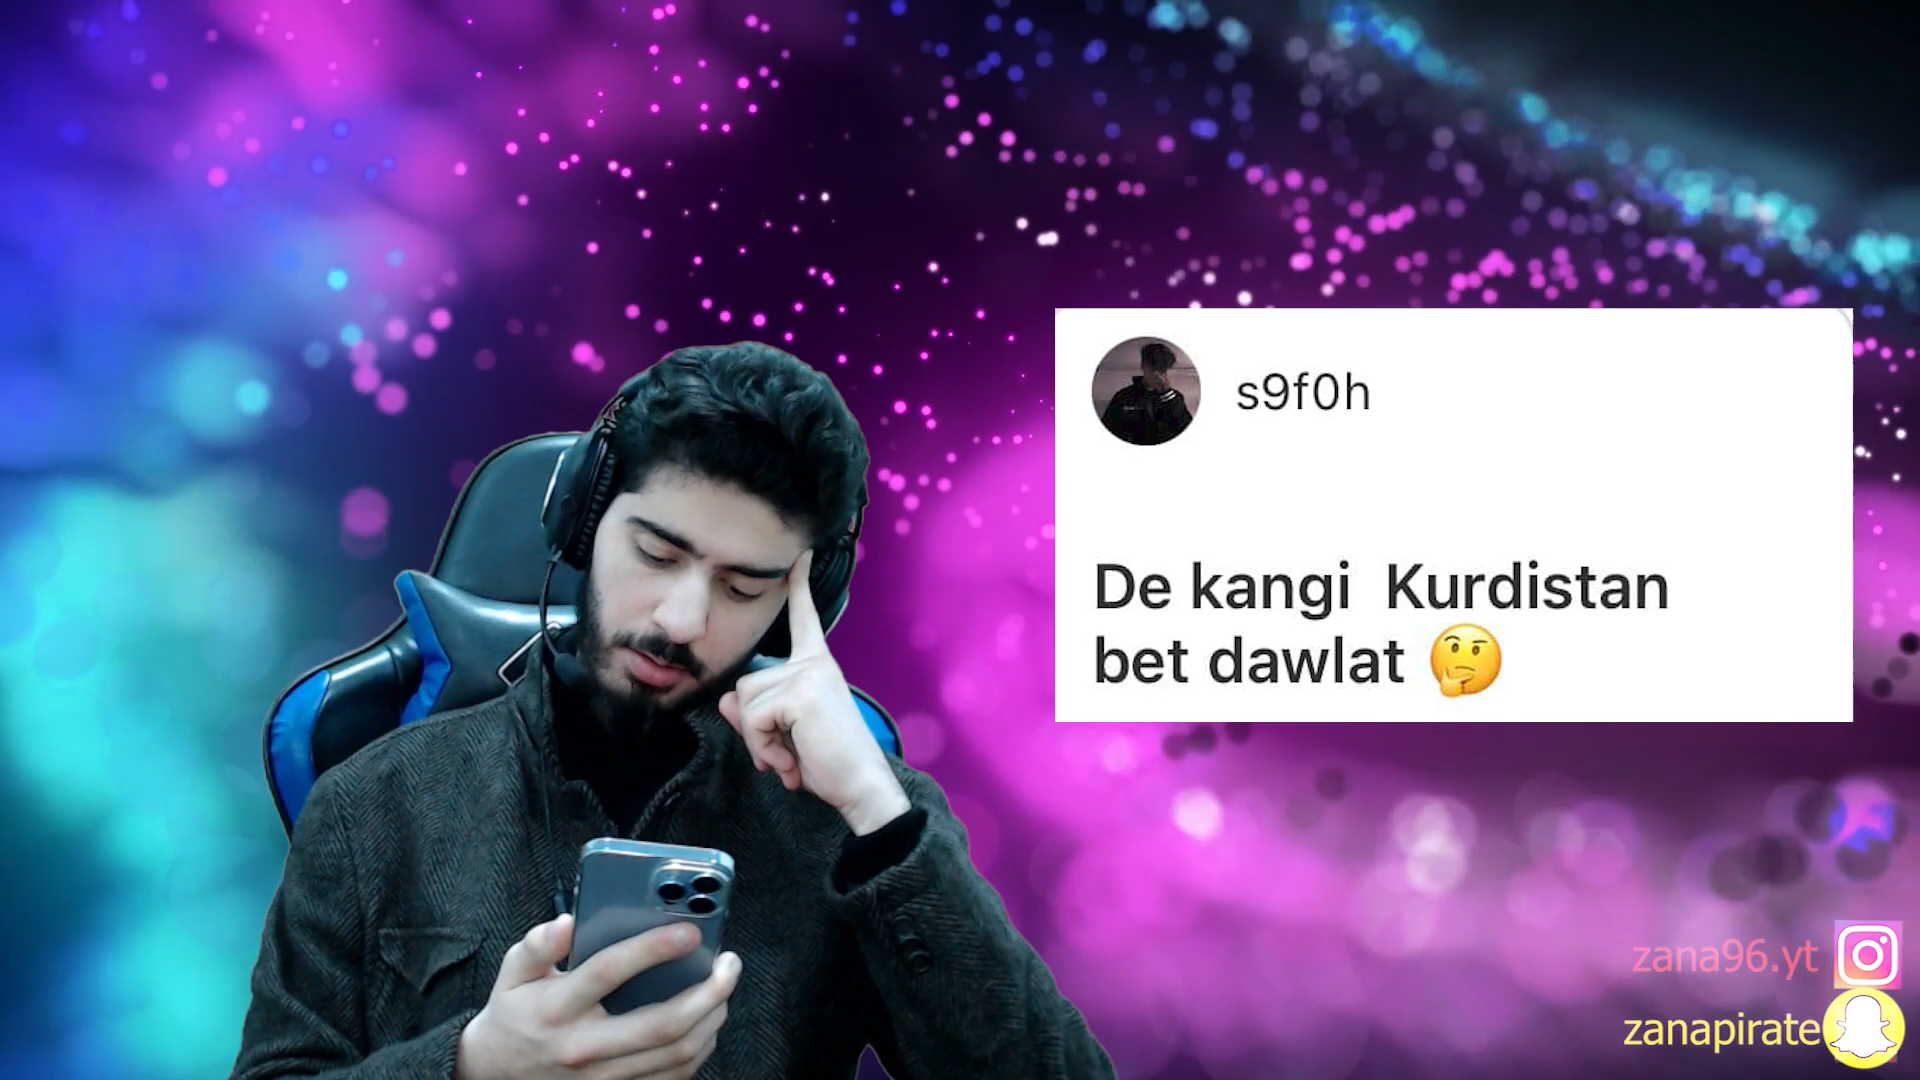 s9f0h
De kangi Kurdistan
bet dawlat 🤔
zana96.yt
zanapirate